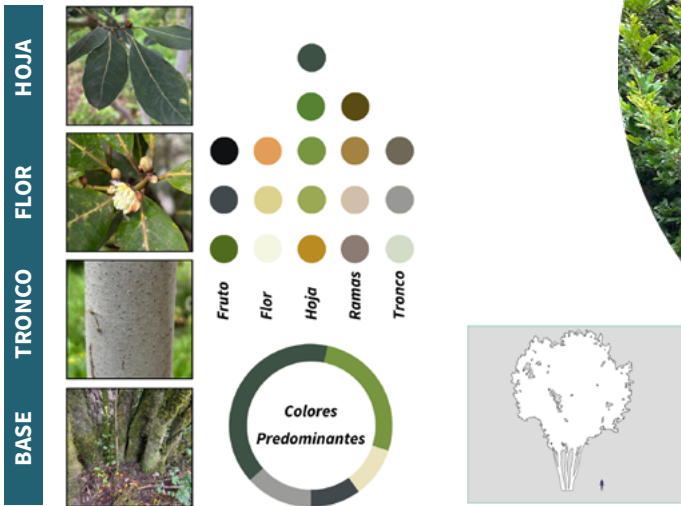 HOJA
FLOR
TRONCO
BASE
Fruto
Flor
Hoja
Ramas
Tronco
Colores
Predominantes